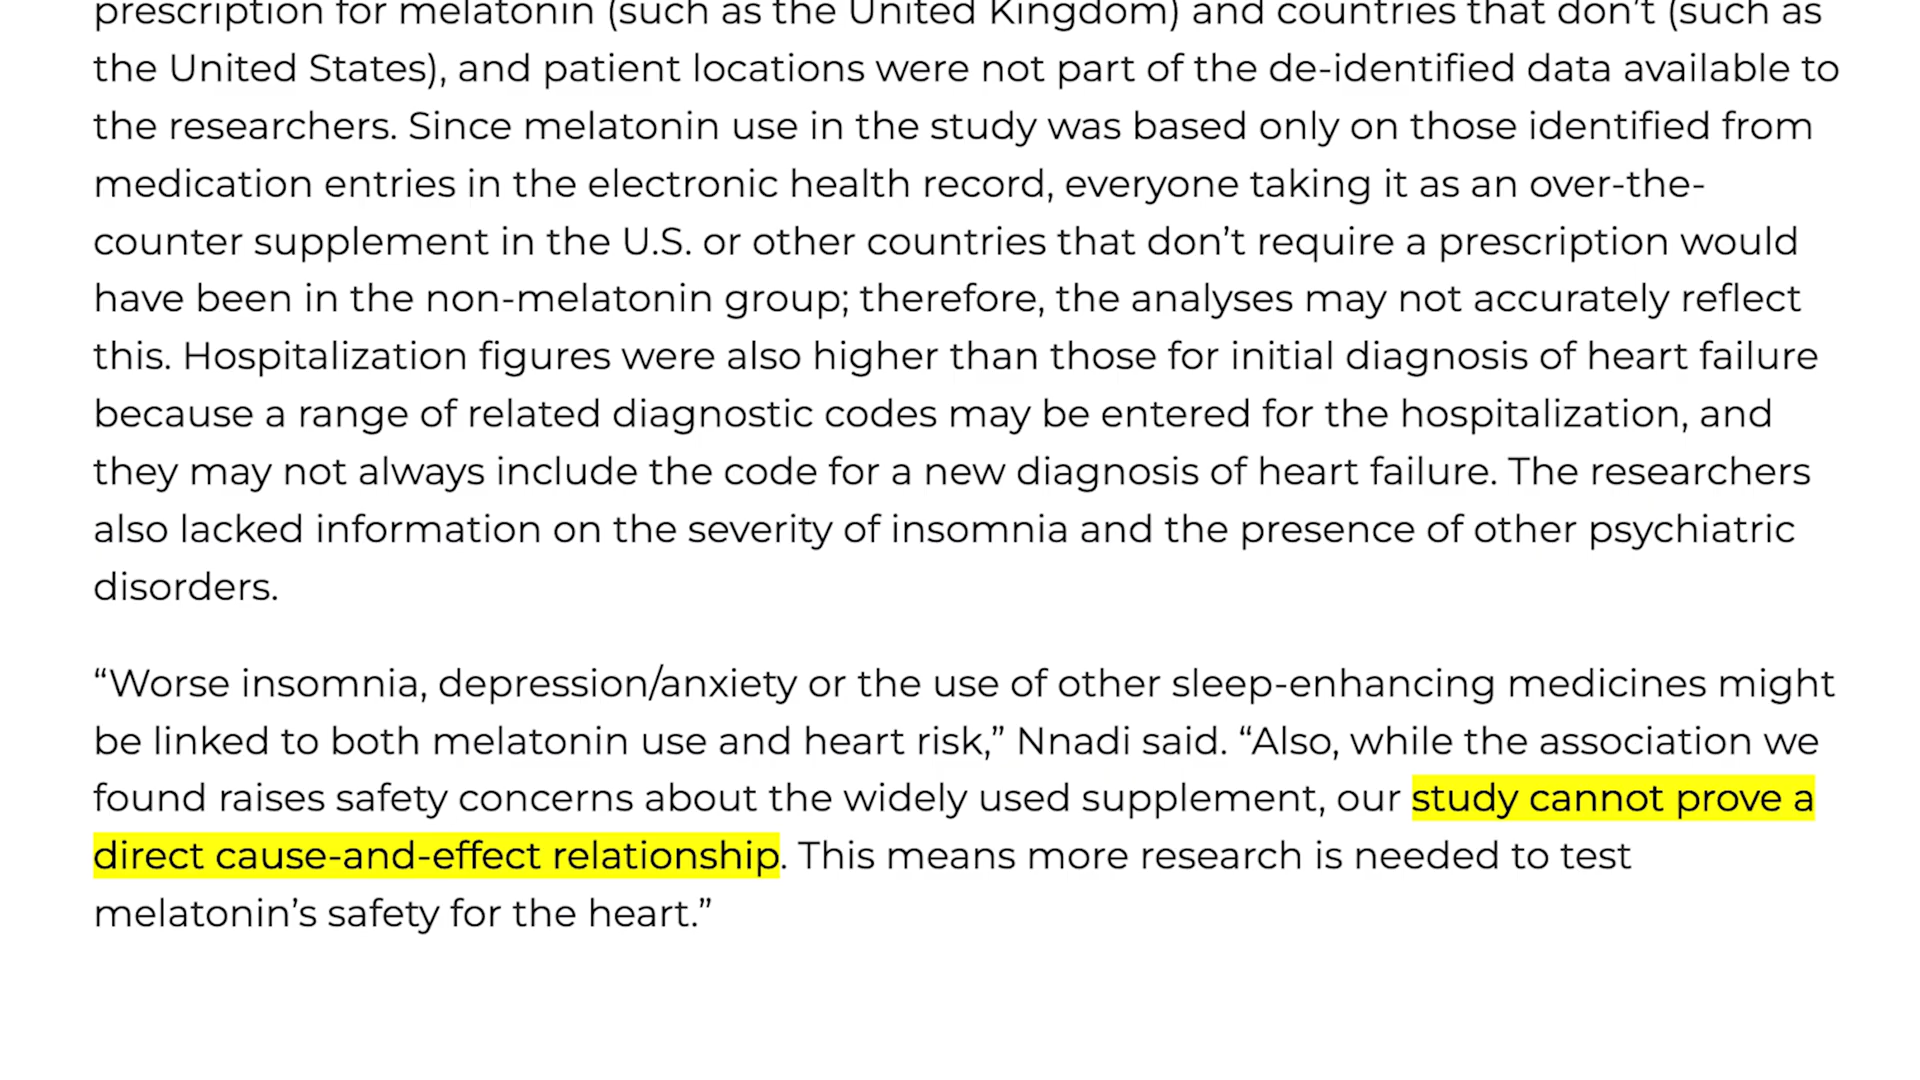 prescription for melatonin (such as the United Kingdom) and countries that don’t (such as
the United States), and patient locations were not part of the de-identified data available to
the researchers. Since melatonin use in the study was based only on those identified from
medication entries in the electronic health record, everyone taking it as an over-the-
counter supplement in the U.S. or other countries that don’t require a prescription would
have been in the non-melatonin group; therefore, the analyses may not accurately reflect
this. Hospitalization figures were also higher than those for initial diagnosis of heart failure
because a range of related diagnostic codes may be entered for the hospitalization, and
they may not always include the code for a new diagnosis of heart failure. The researchers
also lacked information on the severity of insomnia and the presence of other psychiatric
disorders.
“Worse insomnia, depression/anxiety or the use of other sleep-enhancing medicines might
be linked to both melatonin use and heart risk,” Nnadi said. “Also, while the association we
found raises safety concerns about the widely used supplement, our study cannot prove a
direct cause-and-effect relationship. This means more research is needed to test
melatonin’s safety for the heart.”